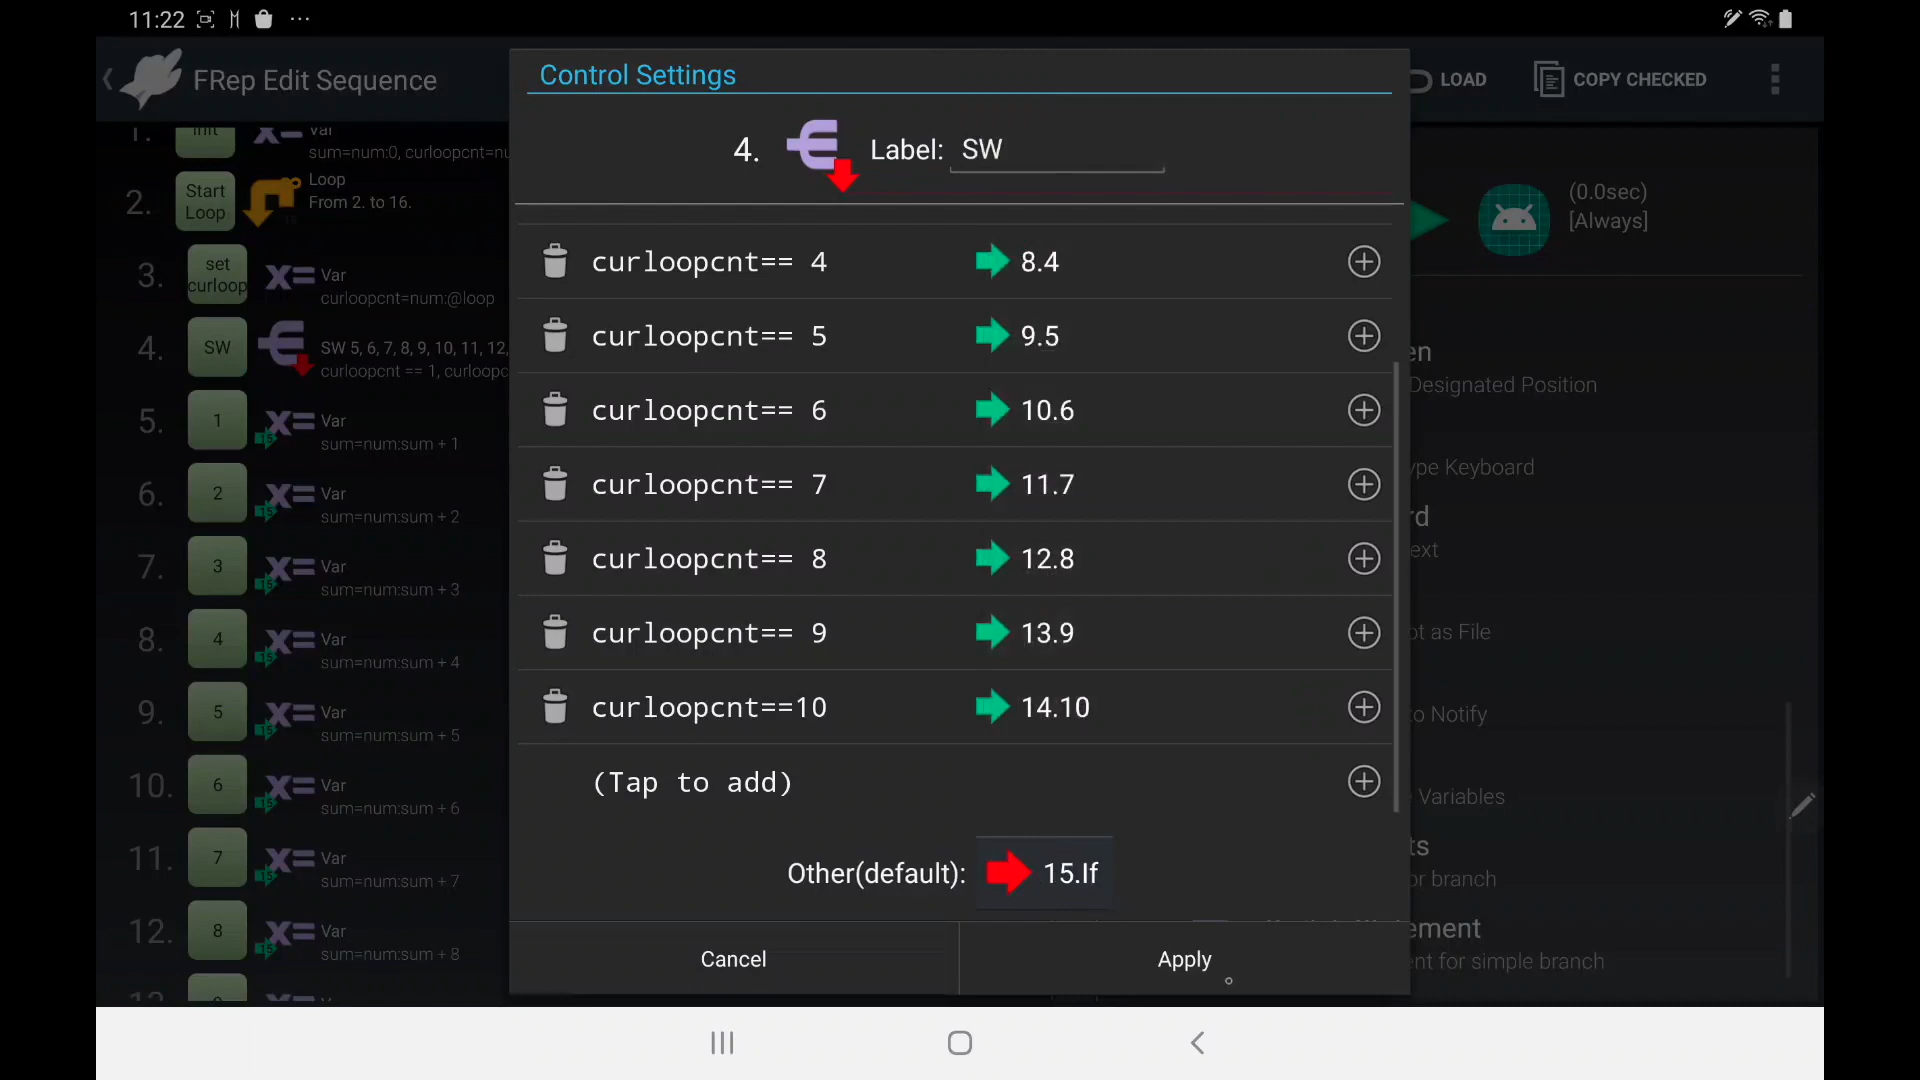 11:22
FRep Edit Sequence
LOAD
COPY CHECKED
Control Settings
4.
Label: SW
1. Init
Var
sum=num:0, curloopcnt=nu
2. Start Loop
Loop
From 2. to 16.
3. set curloop
Var
curloopcnt=num:@loop
4. SW
SW 5, 6, 7, 8, 9, 10, 11, 12,
curloopcnt == 1, curloopc
5. 1
Var
sum=num:sum + 1
6. 2
Var
sum=num:sum + 2
7. 3
Var
sum=num:sum + 3
8. 4
Var
sum=num:sum + 4
9. 5
Var
sum=num:sum + 5
10. 6
Var
sum=num:sum + 6
11. 7
Var
sum=num:sum + 7
12. 8
Var
sum=num:sum + 8
curloopcnt== 4 8.4
curloopcnt== 5 9.5
curloopcnt== 6 10.6
curloopcnt== 7 11.7
curloopcnt== 8 12.8
curloopcnt== 9 13.9
curloopcnt==10 14.10
(Tap to add)
Other(default): 15.If
Cancel
Apply
(0.0sec)
[Always]
en
Designated Position
ype Keyboard
rd
ext
ot as File
to Notify
Variables
ts
or branch
ement
ent for simple branch